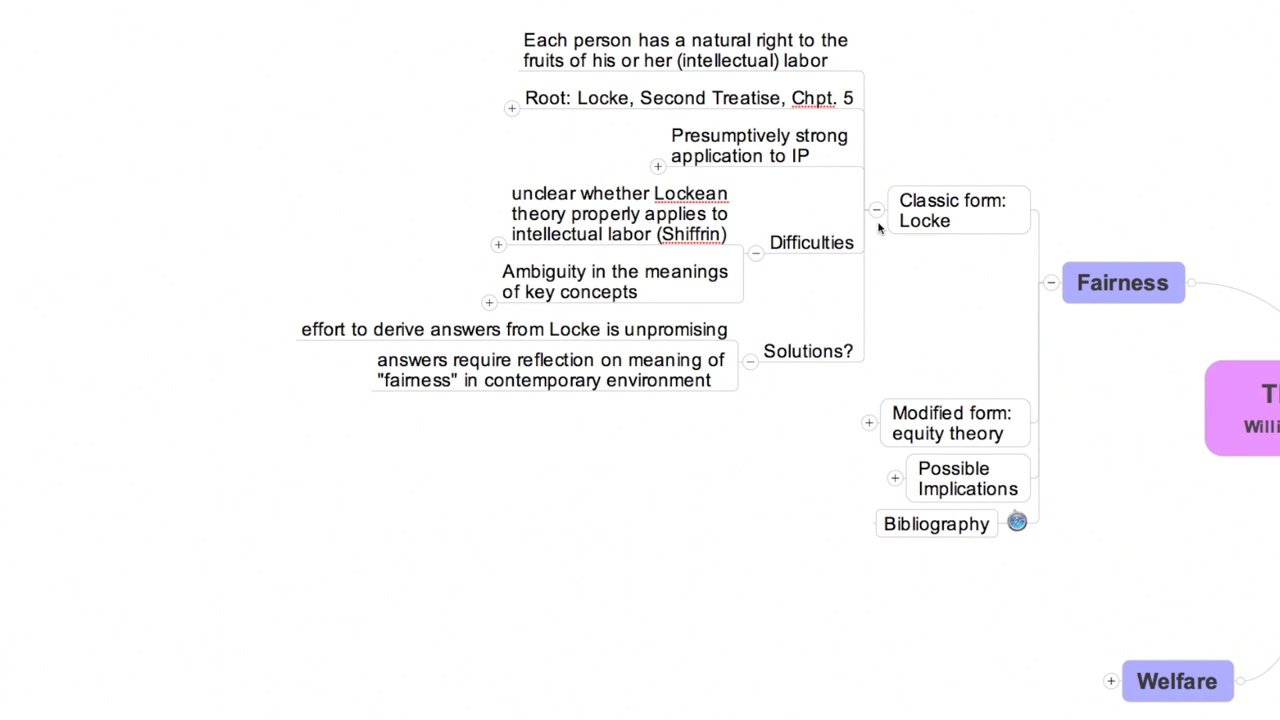 Each person has a natural right to the
fruits of his or her (intellectual) labor
Root: Locke, Second Treatise, Chpt. 5
Presumptively strong
application to IP
unclear whether Lockean
theory properly applies to
intellectual labor (Shiffrin)
Ambiguity in the meanings
of key concepts
Difficulties
effort to derive answers from Locke is unpromising
answers require reflection on meaning of
"fairness" in contemporary environment
Solutions?
Classic form:
Locke
Modified form:
equity theory
Possible
Implications
Bibliography
Fairness
Welfare